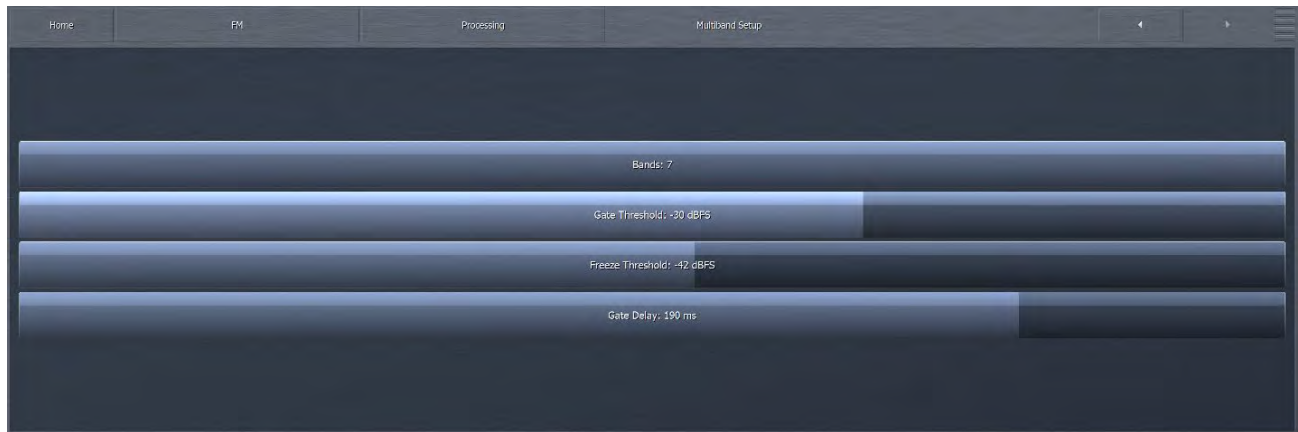 Home FM Processing Multiband Setup
Bands: 7
Gate Threshold: -30 dBFS
Freeze Threshold: -42 dBFS
Gate Delay: 190 ms